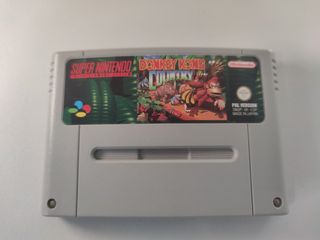 SUPER NINTENDO
DONKEY KONG
COUNTRY
Nintendo
PAL VERSION
MADE IN JAPAN